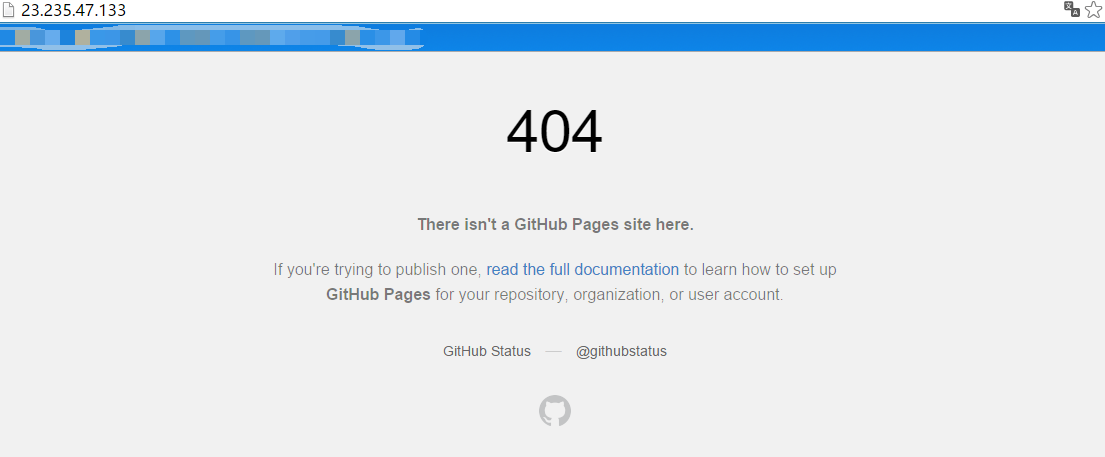 23.235.47.133
404
There isn't a GitHub Pages site here.
If you're trying to publish one, read the full documentation to learn how to set up
GitHub Pages for your repository, organization, or user account.
GitHub Status — @githubstatus